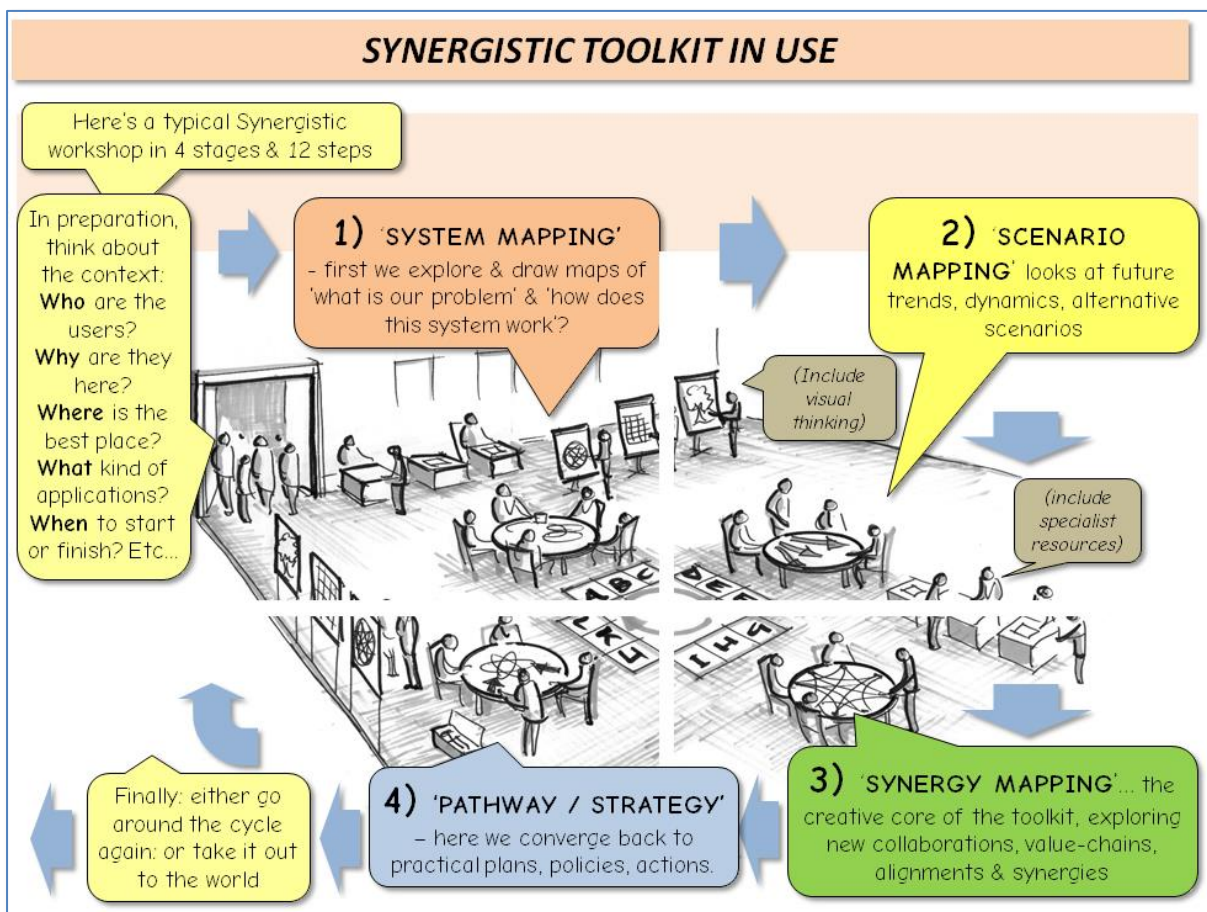 SYNERGISTIC TOOLKIT IN USE
Here's a typical Synergistic
workshop in 4 stages & 12 steps
In preparation,
think about
the context:
Who are the
users?
Why are they
here?
Where is the
best place?
What kind of
applications?
When to start
or finish? Etc...
1) 'SYSTEM MAPPING'
- first we explore & draw maps of
'what is our problem' & 'how does
this system work'?
2) 'SCENARIO
MAPPING' looks at future
trends, dynamics, alternative
scenarios
(Include
visual
thinking)
(include
specialist
resources)
A B C
D E F
L K
I H G
3) 'SYNERGY MAPPING'... the
creative core of the toolkit, exploring
new collaborations, value-chains,
alignments & synergies
4) 'PATHWAY / STRATEGY'
– here we converge back to
practical plans, policies, actions.
Finally: either go
around the cycle
again: or take it out
to the world